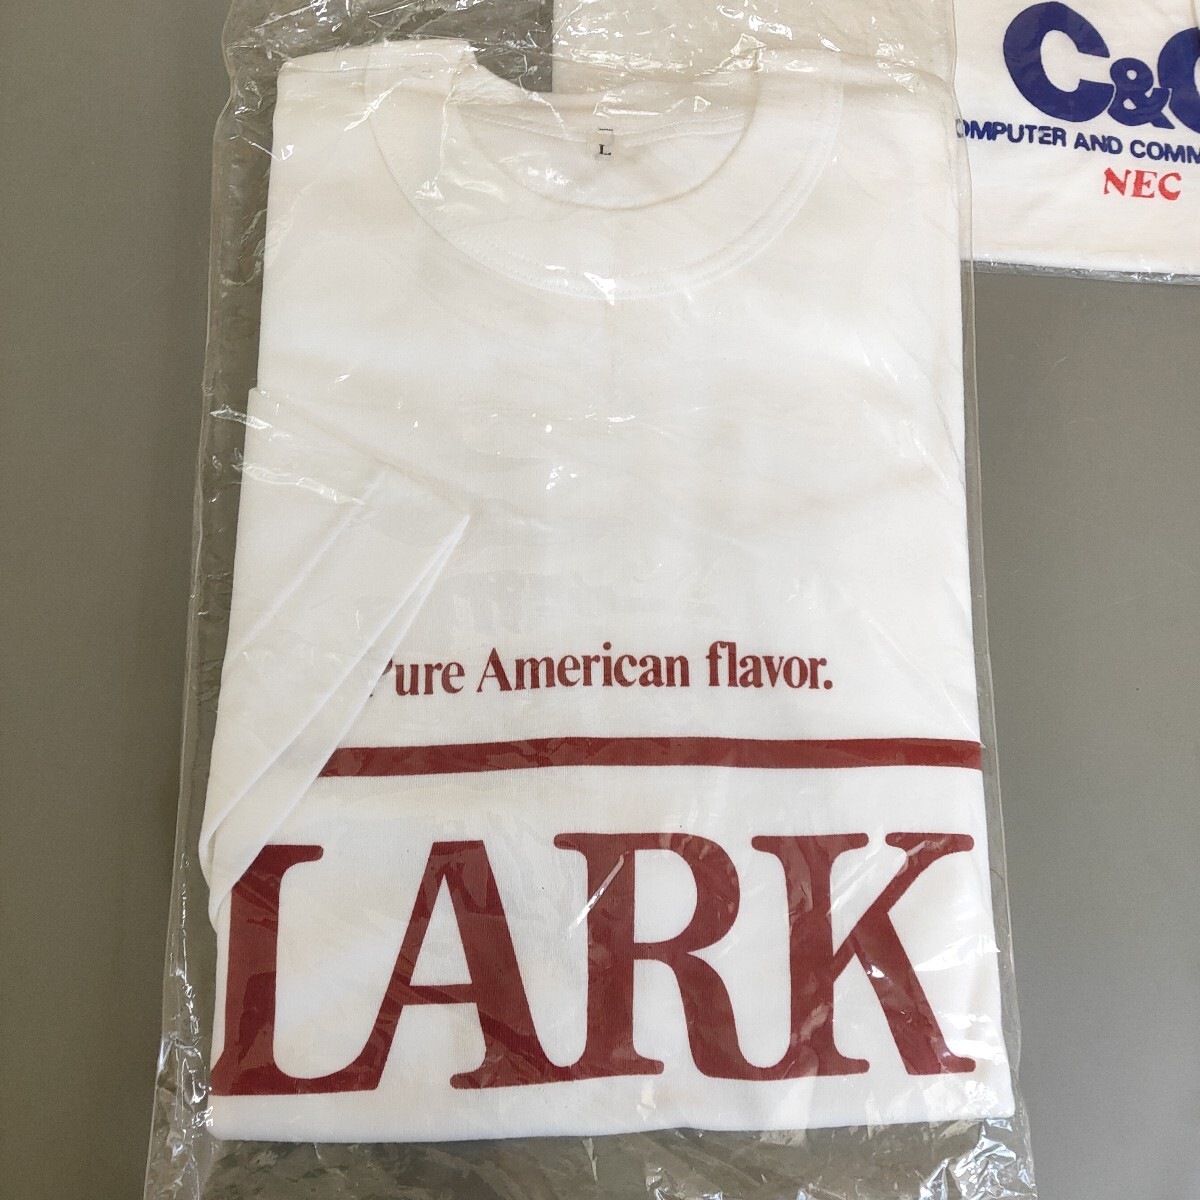 C&C
COMPUTER AND COMM
NEC
L
Pure American flavor.
LARK